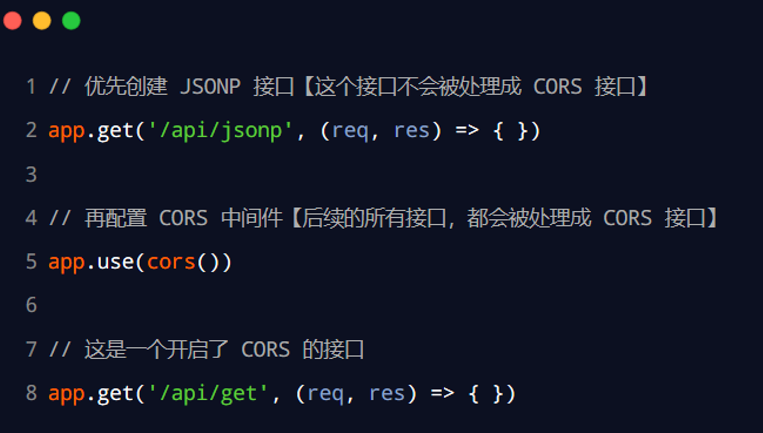 1 // 优先创建 JSONP 接口【这个接口不会被处理成 CORS 接口】
2 app.get('/api/jsonp', (req, res) => { })
3
4 // 再配置 CORS 中间件【后续的所有接口，都会被处理成 CORS 接口】
5 app.use(cors())
6
7 // 这是一个开启了 CORS 的接口
8 app.get('/api/get', (req, res) => { })